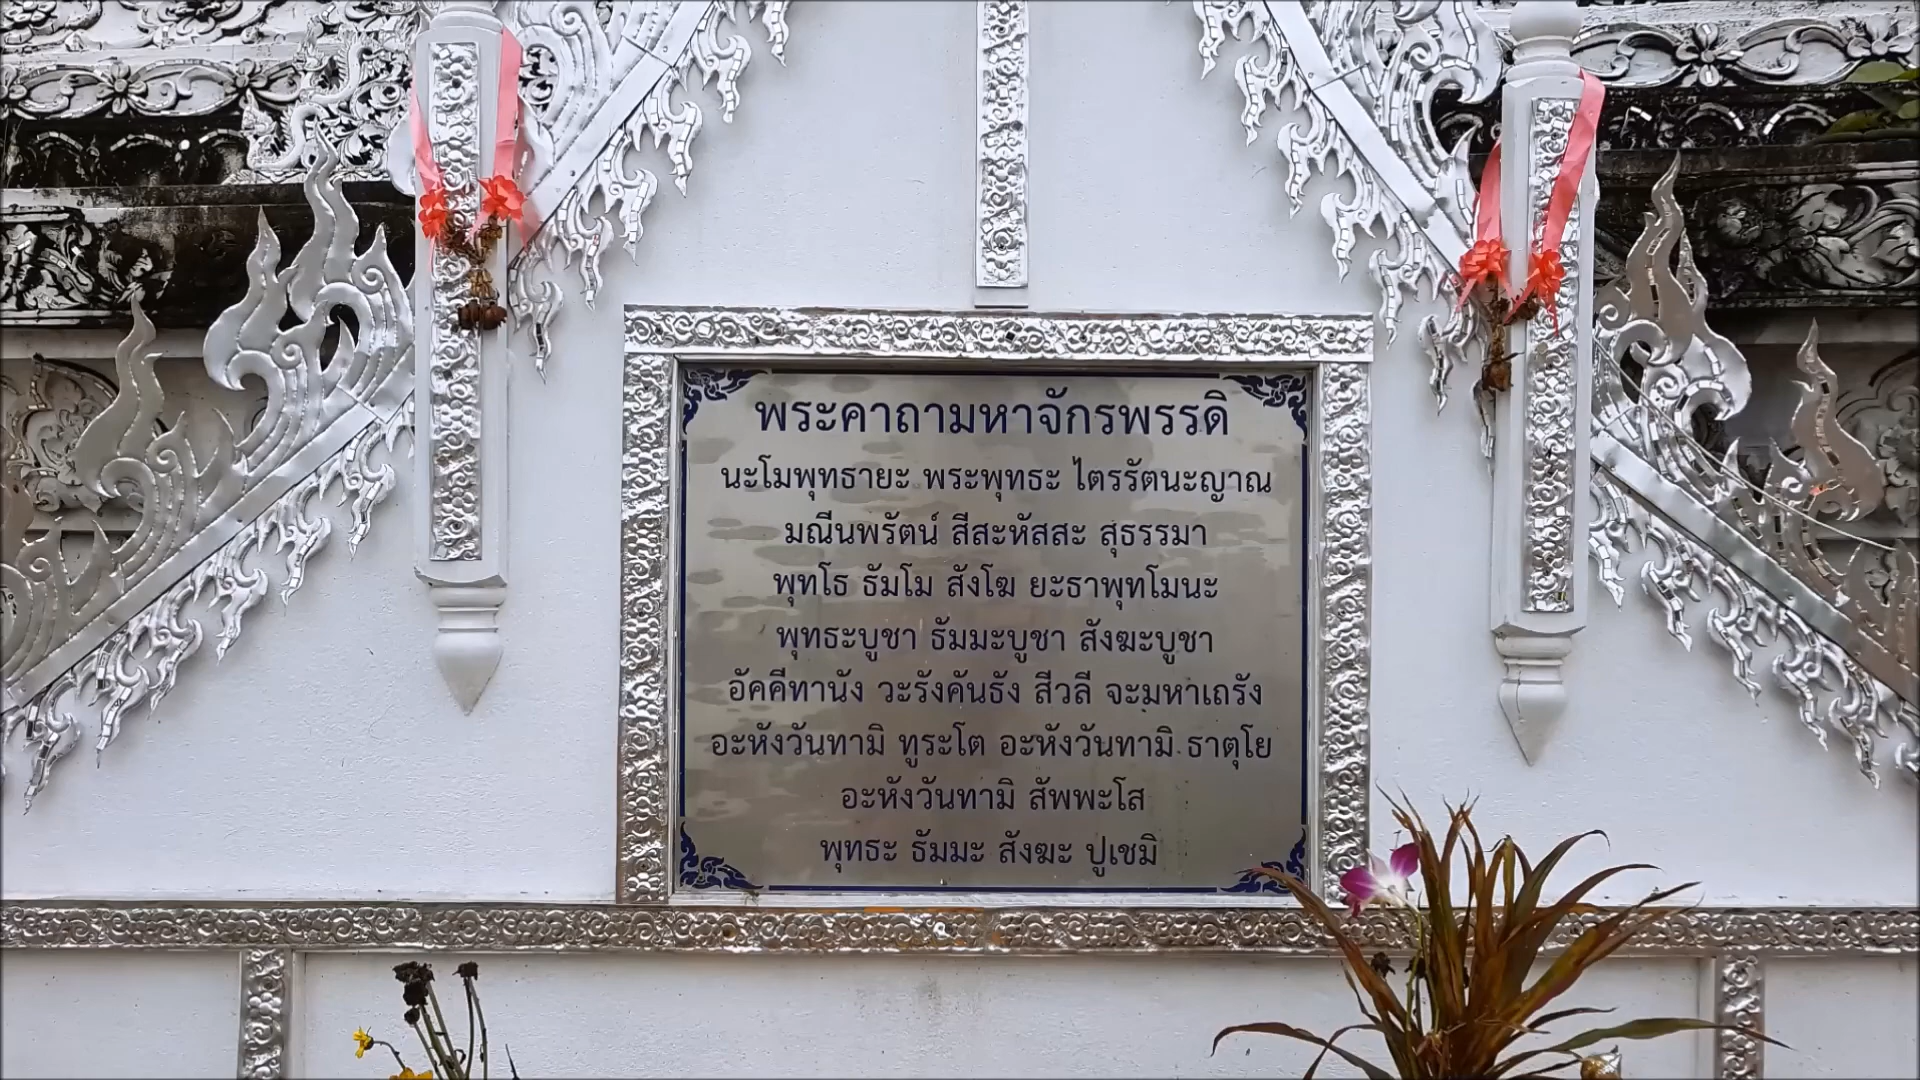 พระคาถามหาจักรพรรดิ
นะโมพุทธายะ พระพุทธะ ไตรรัตนะญาณ
มณีนพรัตน์ สีสะหัสสะ สุธรรมา
พุทโธ ธัมโม สังโฆ ยะธาพุทโมนะ
พุทธะบูชา ธัมมะบูชา สังฆะบูชา
อัคคีทานัง วะรังคันธัง สีวลี จะมหาเถรัง
อะหังวันทามิ ทูระโต อะหังวันทามิ ธาตุโย
อะหังวันทามิ สัพพะโส
พุทธะ ธัมมะ สังฆะ ปูเชมิ